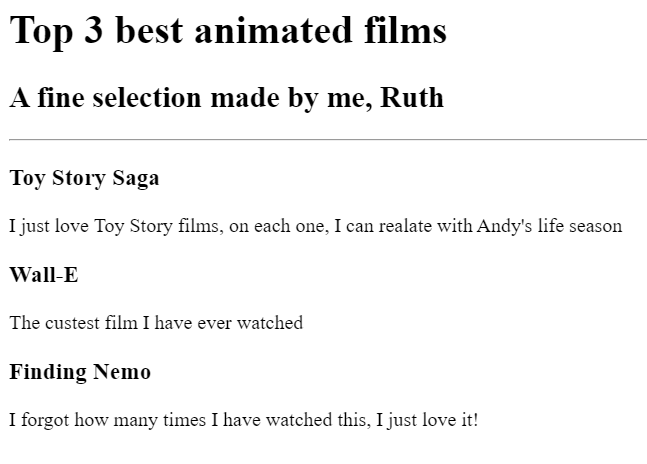 Top 3 best animated films
A fine selection made by me, Ruth
Toy Story Saga
I just love Toy Story films, on each one, I can realate with Andy's life season
Wall-E
The custest film I have ever watched
Finding Nemo
I forgot how many times I have watched this, I just love it!